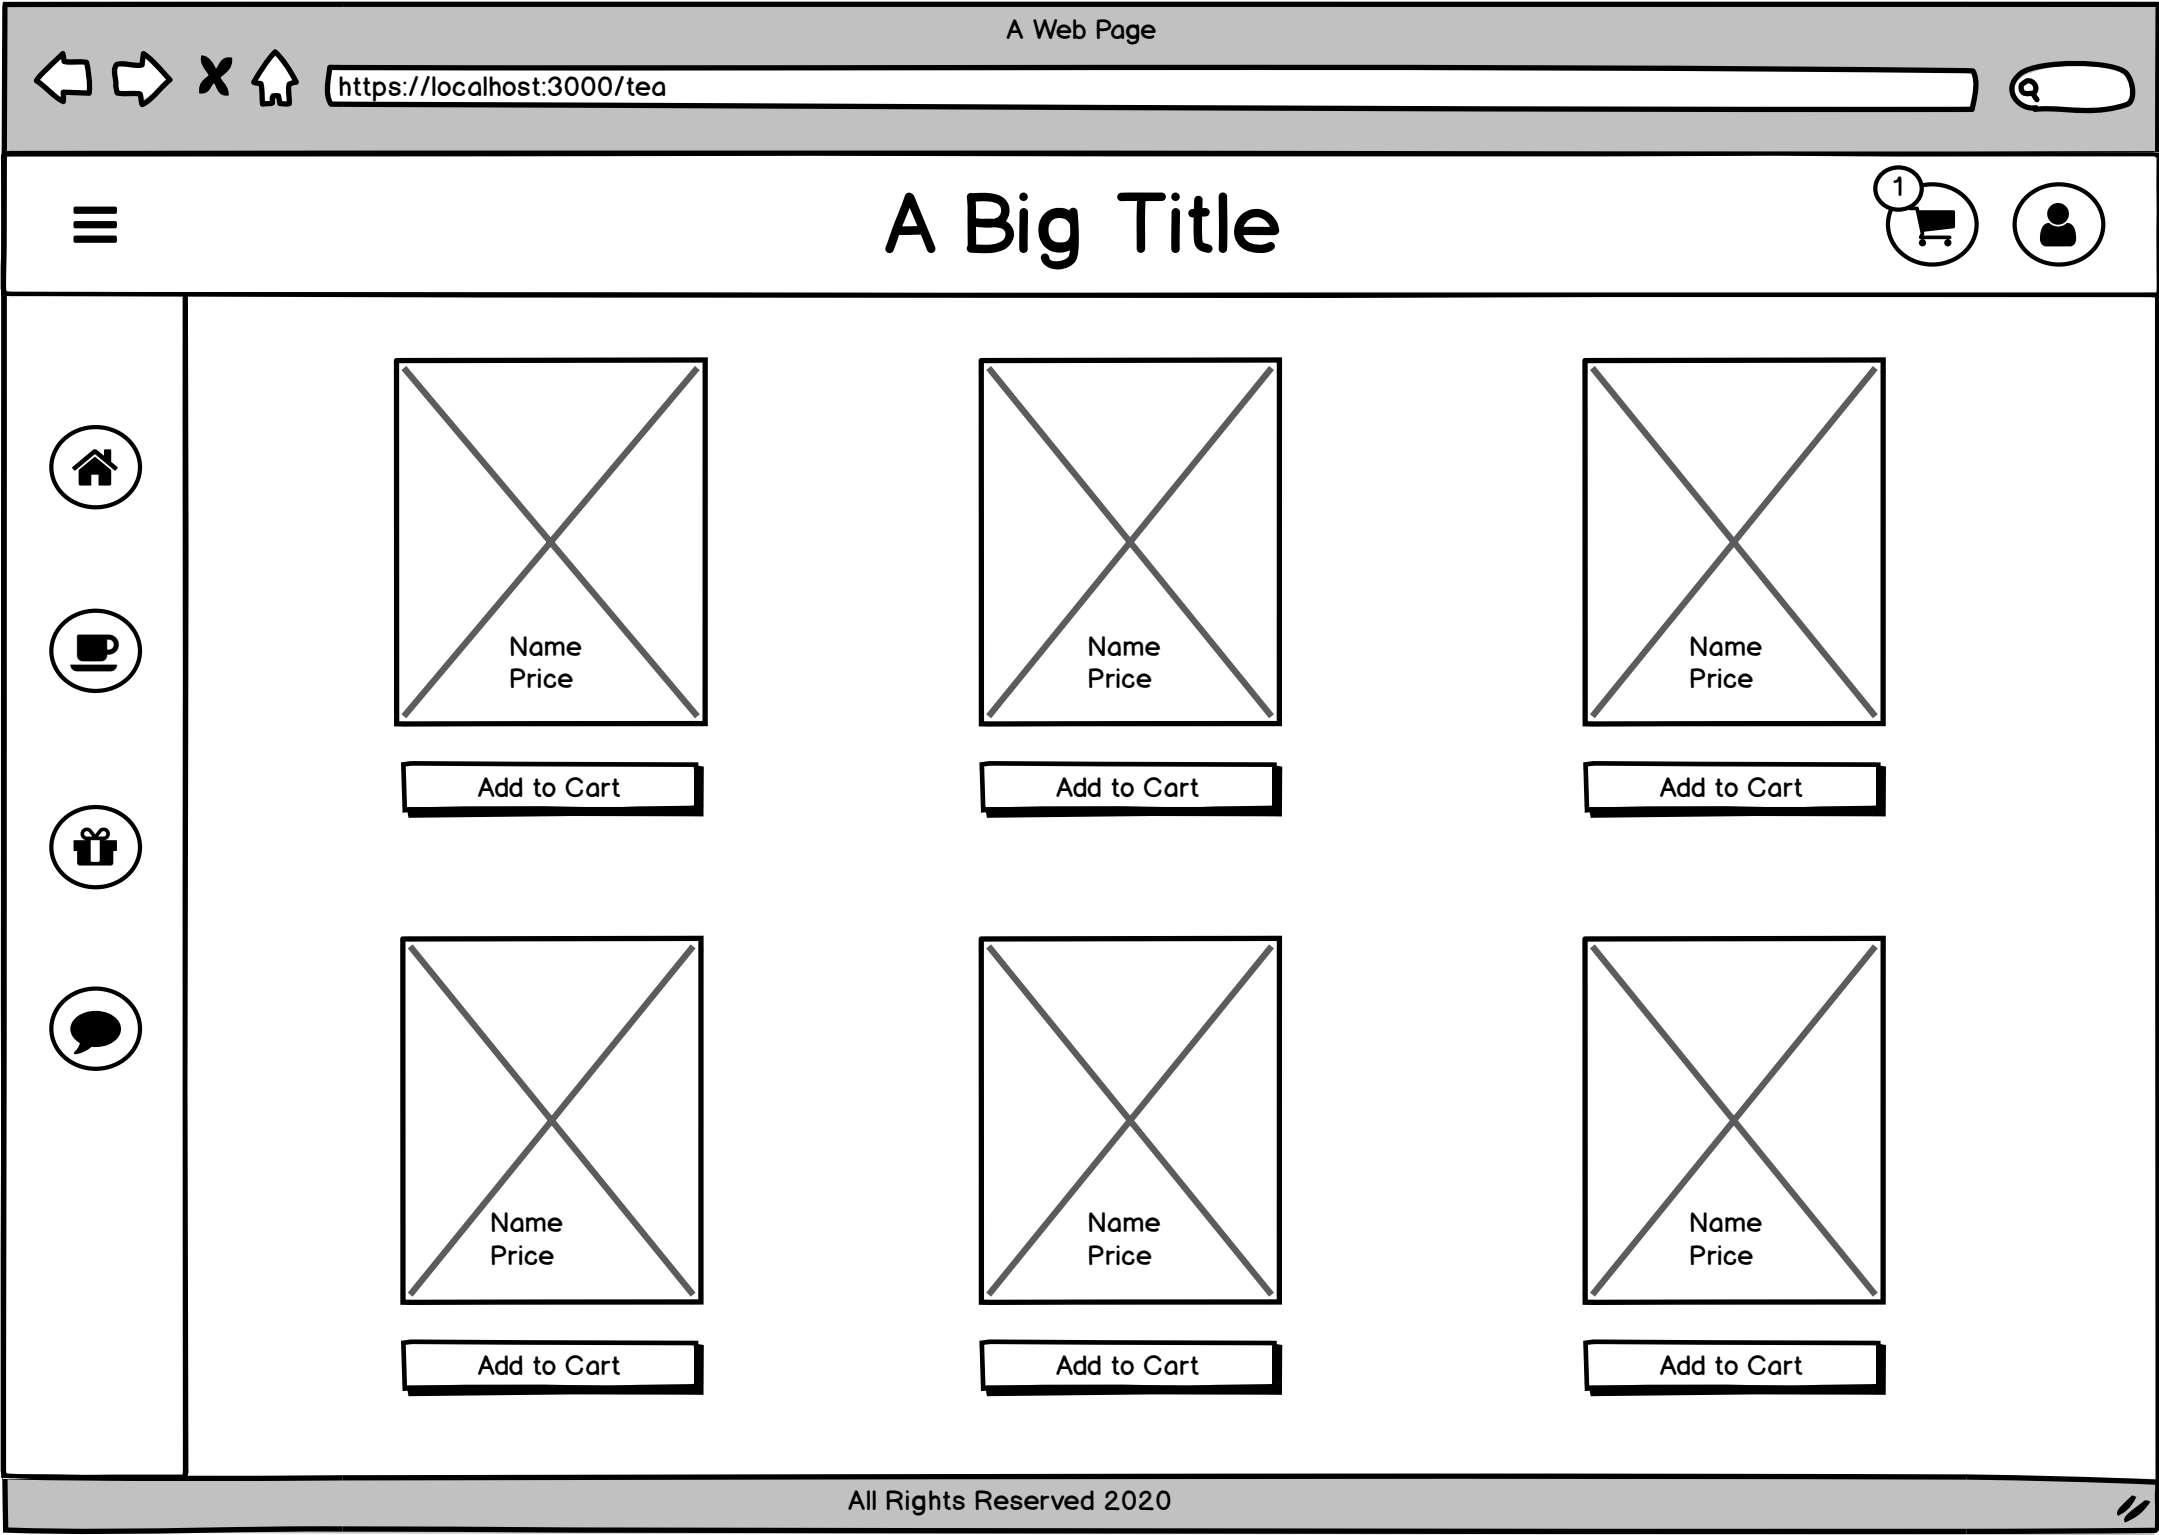 A Web Page
https://localhost:3000/tea
A Big Title
1
Name
Price
Name
Price
Name
Price
Add to Cart
Add to Cart
Add to Cart
Name
Price
Name
Price
Name
Price
Add to Cart
Add to Cart
Add to Cart
All Rights Reserved 2020